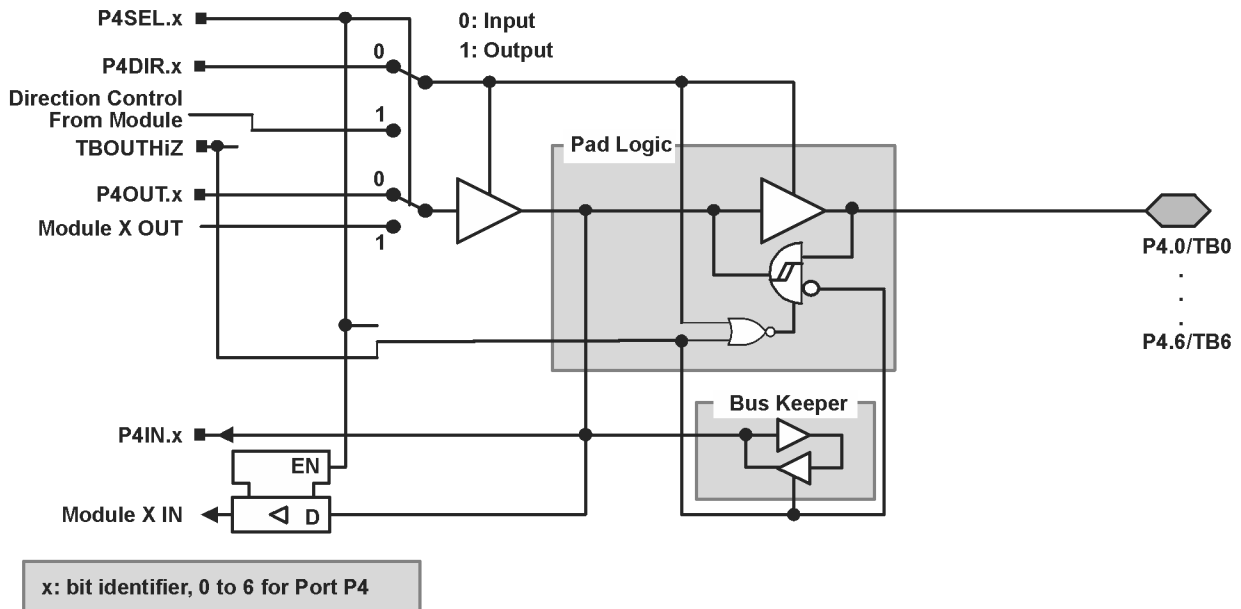 P4SEL.x
0: Input
1: Output
0
P4DIR.x
Direction Control
From Module
1
TBOUTHiZ
Pad Logic
0
P4OUT.x
Module X OUT
1
P4.0/TB0
.
.
.
P4.6/TB6
Bus Keeper
P4IN.x
EN
Module X IN
D
x: bit identifier, 0 to 6 for Port P4